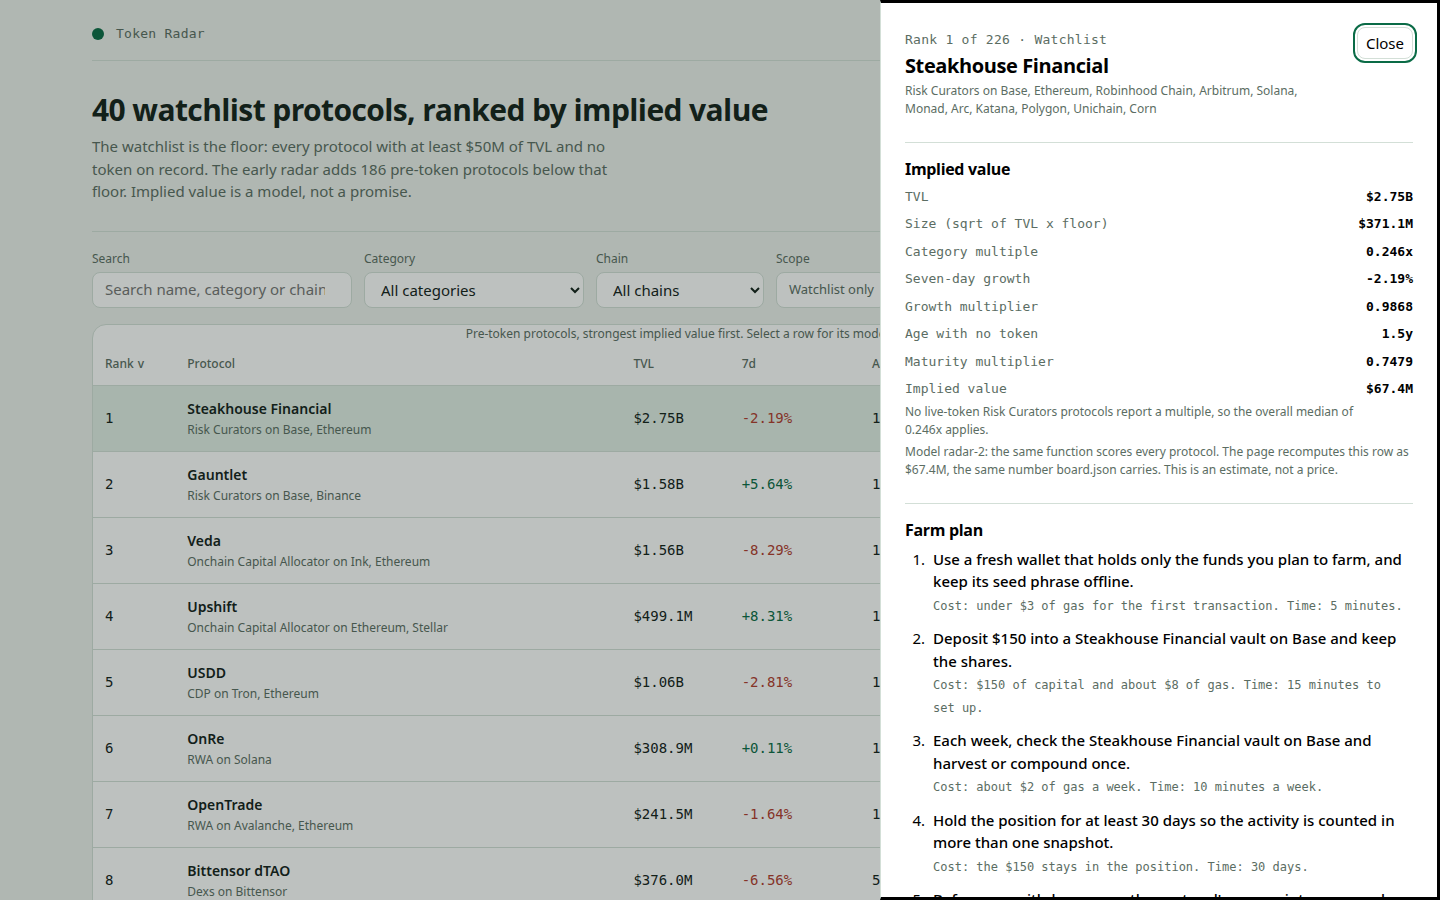 Token Radar
40 watchlist protocols, ranked by implied value
The watchlist is the floor: every protocol with at least $50M of TVL and no
token on record. The early radar adds 186 pre-token protocols below that
floor. Implied value is a model, not a promise.
Search
Category
Chain
Scope
Search name, category or chain
All categories
All chains
Watchlist only
Pre-token protocols, strongest implied value first. Select a row for its
Rank v
Protocol
TVL
7d
1
Steakhouse Financial
Risk Curators on Base, Ethereum
$2.75B
-2.19%
2
Gauntlet
Risk Curators on Base, Binance
$1.58B
+5.64%
3
Veda
Onchain Capital Allocator on Ink, Ethereum
$1.56B
-8.29%
4
Upshift
Onchain Capital Allocator on Ethereum, Stellar
$499.1M
+8.31%
5
USDD
CDP on Tron, Ethereum
$1.06B
-2.81%
6
OnRe
RWA on Solana
$308.9M
+0.11%
7
OpenTrade
RWA on Avalanche, Ethereum
$241.5M
-1.64%
8
Bittensor dTAO
Dexs on Bittensor
$376.0M
-6.56%
Rank 1 of 226 · Watchlist
Close
Steakhouse Financial
Risk Curators on Base, Ethereum, Robinhood Chain, Arbitrum, Solana,
Monad, Arc, Katana, Polygon, Unichain, Corn
Implied value
TVL $2.75B
Size (sqrt of TVL x floor) $371.1M
Category multiple 0.246x
Seven-day growth -2.19%
Growth multiplier 0.9868
Age with no token 1.5y
Maturity multiplier 0.7479
Implied value $67.4M
No live-token Risk Curators protocols report a multiple, so the overall median of
0.246x applies.
Model radar-2: the same function scores every protocol. The page recomputes this row as
$67.4M, the same number board.json carries. This is an estimate, not a price.
Farm plan
1. Use a fresh wallet that holds only the funds you plan to farm, and
keep its seed phrase offline.
Cost: under $3 of gas for the first transaction. Time: 5 minutes.
2. Deposit $150 into a Steakhouse Financial vault on Base and keep
the shares.
Cost: $150 of capital and about $8 of gas. Time: 15 minutes to
set up.
3. Each week, check the Steakhouse Financial vault on Base and
harvest or compound once.
Cost: about $2 of gas a week. Time: 10 minutes a week.
4. Hold the position for at least 30 days so the activity is counted in
more than one snapshot.
Cost: the $150 stays in the position. Time: 30 days.